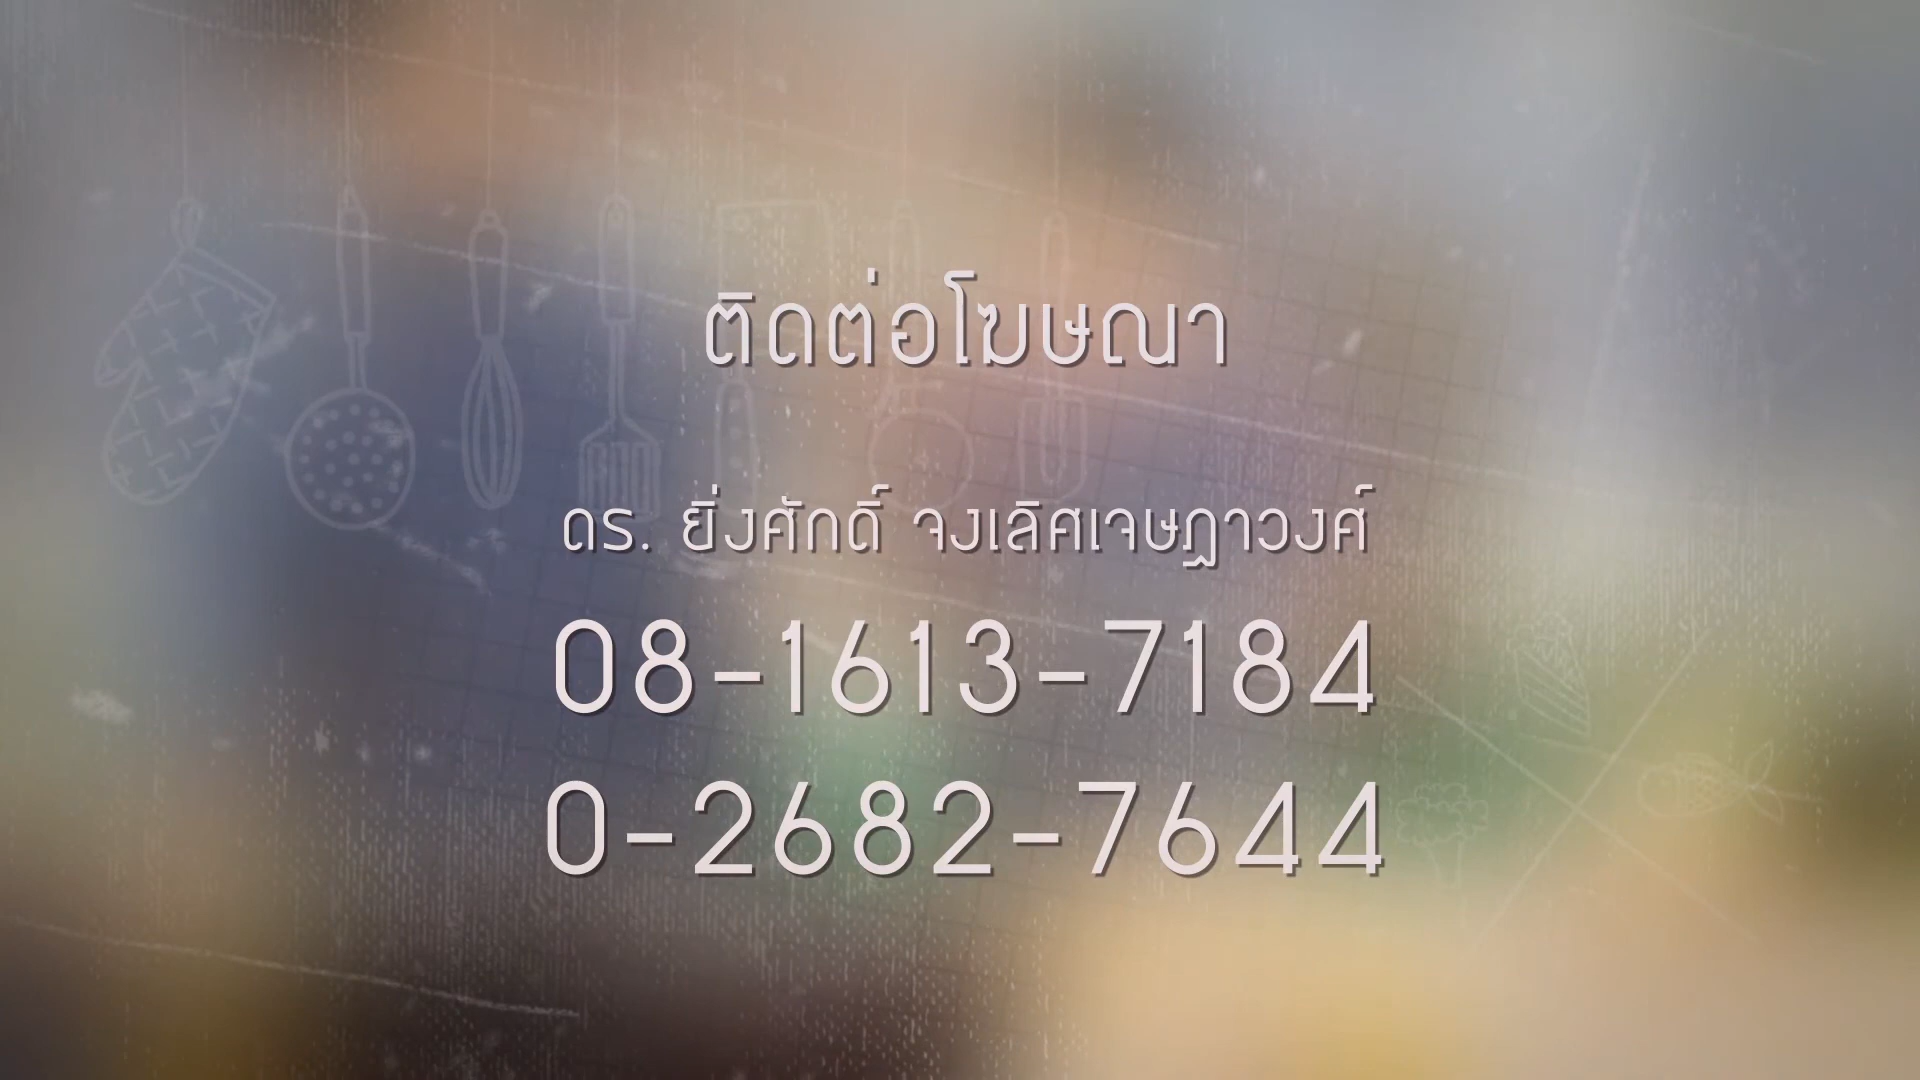 ติดต่อโฆษณา
ดร. ยิ่งศักดิ์ จงเลิศเจษฎาวงศ์
08-1613-7184
0-2682-7644